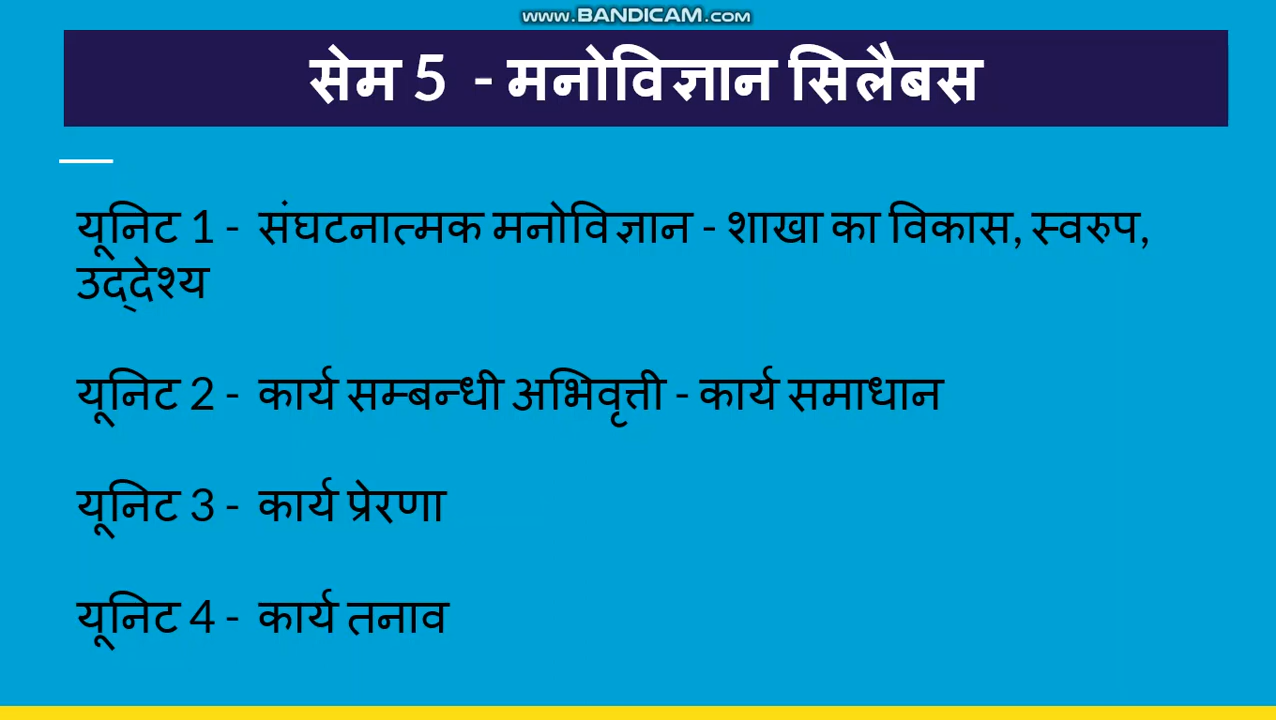 www.BANDICAM.com
सेम 5 - मनोविज्ञान सिलैबस
यूनिट 1 - संघटनात्मक मनोविज्ञान - शाखा का विकास, स्वरुप,
उद्देश्य
यूनिट 2 - कार्य सम्बन्धी अभिवृत्ती - कार्य समाधान
यूनिट 3 - कार्य प्रेरणा
यूनिट 4 - कार्य तनाव